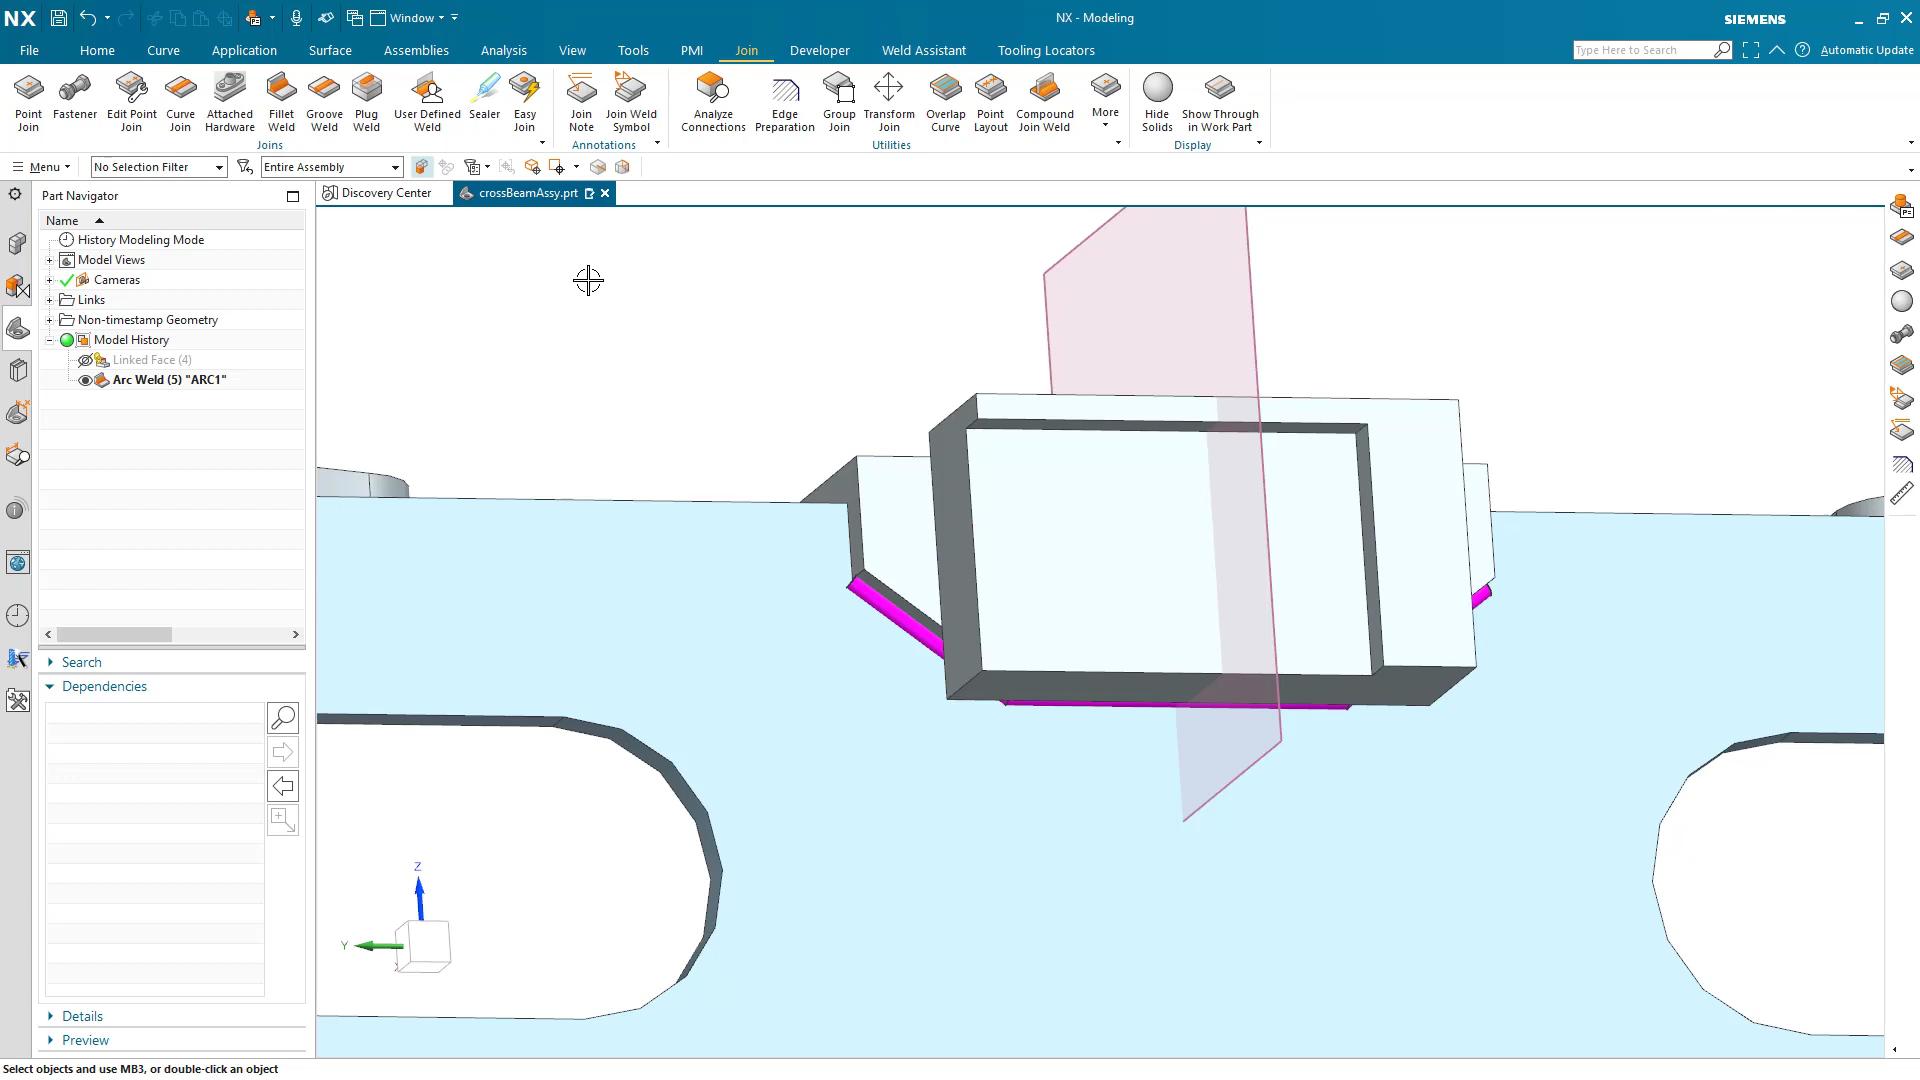 NX
Window
NX - Modeling
SIEMENS
File
Home
Curve
Application
Surface
Assemblies
Analysis
View
Tools
PMI
Join
Developer
Weld Assistant
Tooling Locators
Type Here to Search
Automatic Update
Point Join
Fastener
Edit Point Join
Curve Join
Attached Hardware
Fillet Weld
Groove Weld
Plug Weld
User Defined Weld
Sealer
Easy Join
Join Note
Join Weld Symbol
Analyze Connections
Edge Preparation
Group Join
Transform Join
Overlap Curve
Point Layout
Compound Join Weld
More
Hide Solids
Show Through in Work Part
Joins
Annotations
Utilities
Display
Menu
No Selection Filter
Entire Assembly
Part Navigator
Discovery Center
crossBeamAssy.prt
Name
History Modeling Mode
Model Views
Cameras
Links
Non-timestamp Geometry
Model History
Linked Face (4)
Arc Weld (5) "ARC1"
Search
Dependencies
Details
Preview
Z
Y
Select objects and use MB3, or double-click an object